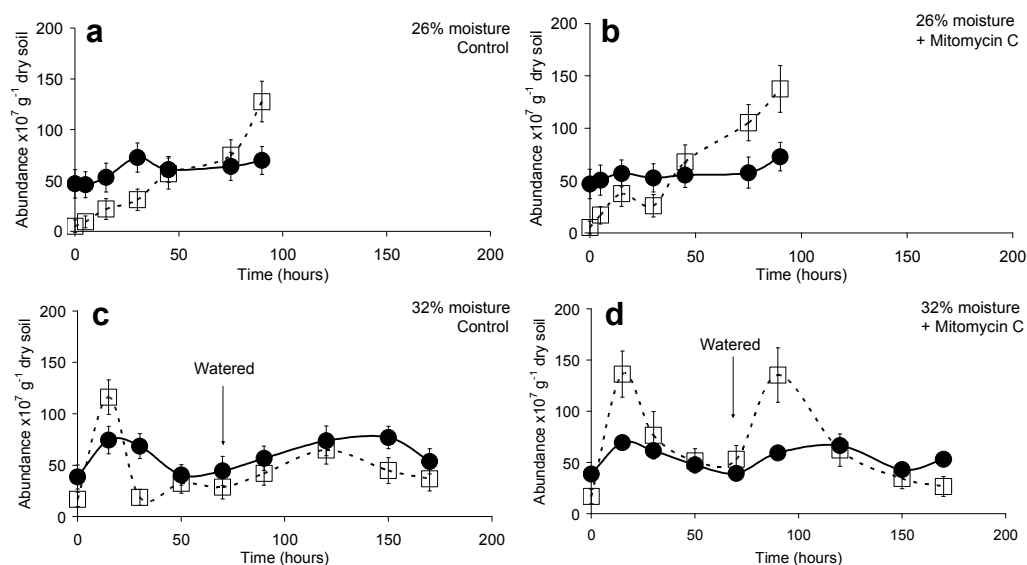 a
26% moisture
Control
Abundance x10⁷ g⁻¹ dry soil
200
150
100
50
0
0 50 100 150 200
Time (hours)
b
26% moisture
+ Mitomycin C
Abundance x10⁷ g⁻¹ dry soil
200
150
100
50
0
0 50 100 150 200
Time (hours)
c
32% moisture
Control
Abundance x10⁷ g⁻¹ dry soil
200
150
100
50
0
Watered
0 50 100 150 200
Time (hours)
d
32% moisture
+ Mitomycin C
Abundance x10⁷ g⁻¹ dry soil
200
150
100
50
0
Watered
0 50 100 150 200
Time (hours)